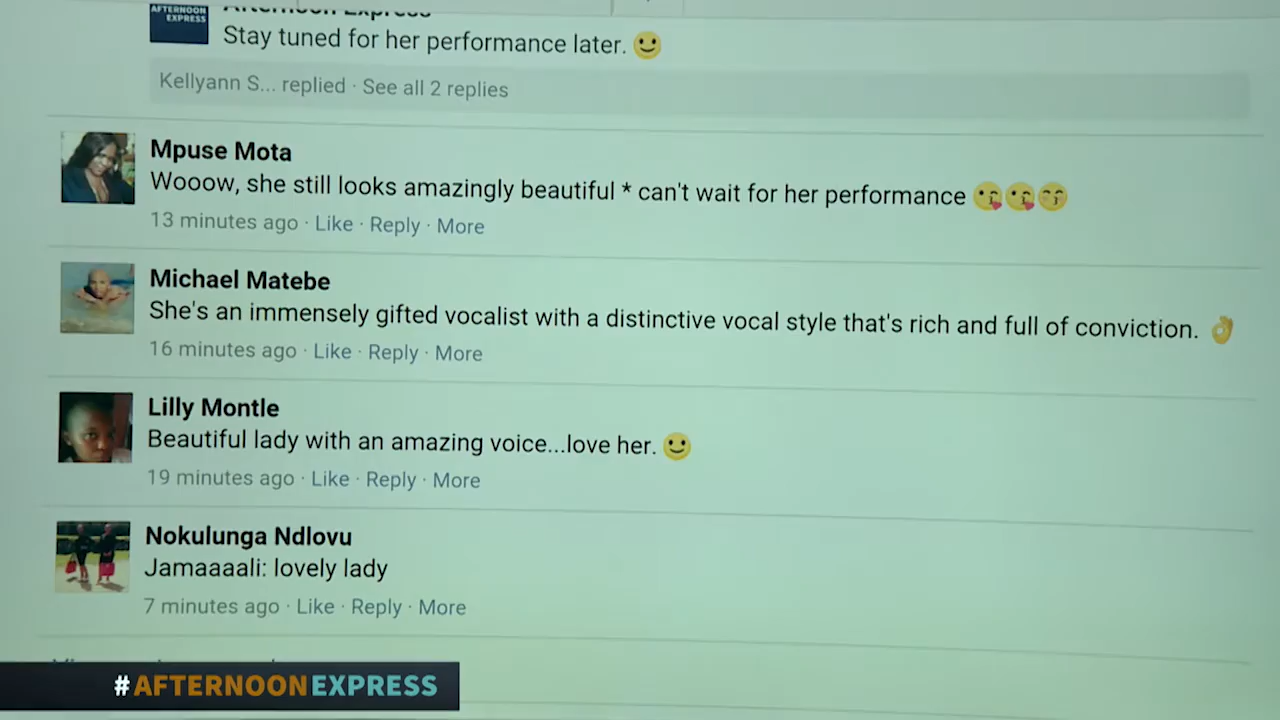 AFTERNOON
EXPRESS
Afternoon Express
Stay tuned for her performance later.
Kellyann S... replied · See all 2 replies
Mpuse Mota
Wooow, she still looks amazingly beautiful * can't wait for her performance
13 minutes ago · Like · Reply · More
Michael Matebe
She's an immensely gifted vocalist with a distinctive vocal style that's rich and full of conviction.
16 minutes ago · Like · Reply · More
Lilly Montle
Beautiful lady with an amazing voice...love her.
19 minutes ago · Like · Reply · More
Nokulunga Ndlovu
Jamaaaali: lovely lady
7 minutes ago · Like · Reply · More
#AFTERNOONEXPRESS